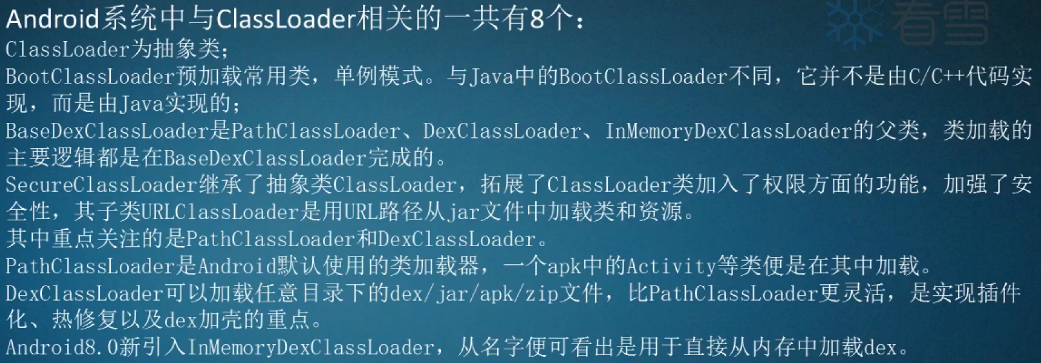 Android系统中与ClassLoader相关的一共有8个：
看雪
ClassLoader为抽象类；
BootClassLoader预加载常用类，单例模式。与Java中的BootClassLoader不同，它并不是由C/C++代码实
现，而是由Java实现的；
BaseDexClassLoader是PathClassLoader、DexClassLoader、InMemoryDexClassLoader的父类，类加载的
主要逻辑都是在BaseDexClassLoader完成的。
SecureClassLoader继承了抽象类ClassLoader，拓展了ClassLoader类加入了权限方面的功能，加强了安
全性，其子类URLClassLoader是用URL路径从jar文件中加载类和资源。
其中重点关注的是PathClassLoader和DexClassLoader。
PathClassLoader是Android默认使用的类加载器，一个apk中的Activity等类便是在其中加载。
DexClassLoader可以加载任意目录下的dex/jar/apk/zip文件，比PathClassLoader更灵活，是实现插件
化、热修复以及dex加壳的重点。
Android8.0新引入InMemoryDexClassLoader，从名字便可看出是用于直接从内存中加载dex。